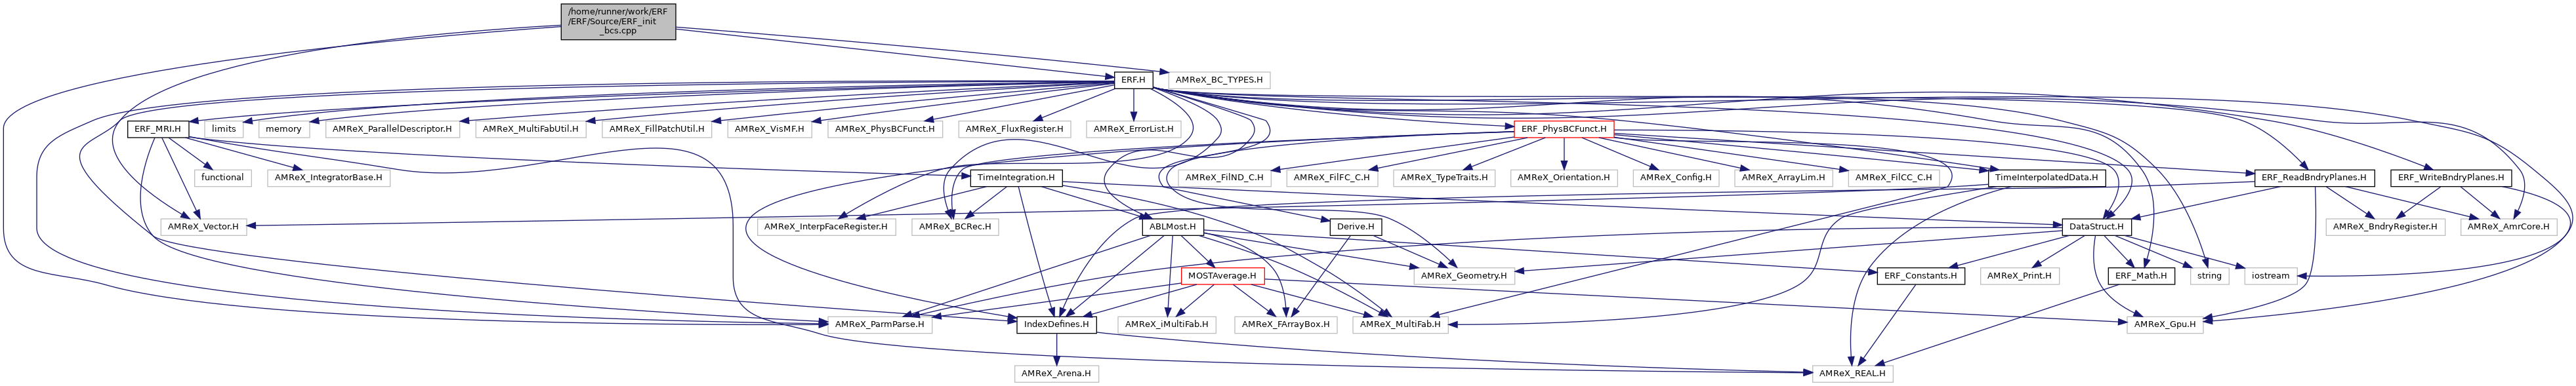 /home/runner/work/ERF
/ERF/Source/ERF_init
_bcs.cpp
ERF.H
AMReX_BC_TYPES.H
ERF_MRI.H
limits
memory
AMReX_ParallelDescriptor.H
AMReX_MultiFabUtil.H
AMReX_FillPatchUtil.H
AMReX_VisMF.H
AMReX_PhysBCFunct.H
AMReX_FluxRegister.H
AMReX_ErrorList.H
ERF_PhysBCFunct.H
functional
AMReX_IntegratorBase.H
TimeIntegration.H
AMReX_FilND_C.H
AMReX_FilFC_C.H
AMReX_TypeTraits.H
AMReX_Orientation.H
AMReX_Config.H
AMReX_ArrayLim.H
AMReX_FilCC_C.H
TimeInterpolatedData.H
ERF_ReadBndryPlanes.H
ERF_WriteBndryPlanes.H
AMReX_Vector.H
AMReX_InterpFaceRegister.H
AMReX_BCRec.H
ABLMost.H
Derive.H
DataStruct.H
AMReX_BndryRegister.H
AMReX_AmrCore.H
MOSTAverage.H
AMReX_Geometry.H
ERF_Constants.H
AMReX_Print.H
ERF_Math.H
string
iostream
AMReX_ParmParse.H
IndexDefines.H
AMReX_iMultiFab.H
AMReX_FArrayBox.H
AMReX_MultiFab.H
AMReX_Gpu.H
AMReX_Arena.H
AMReX_REAL.H